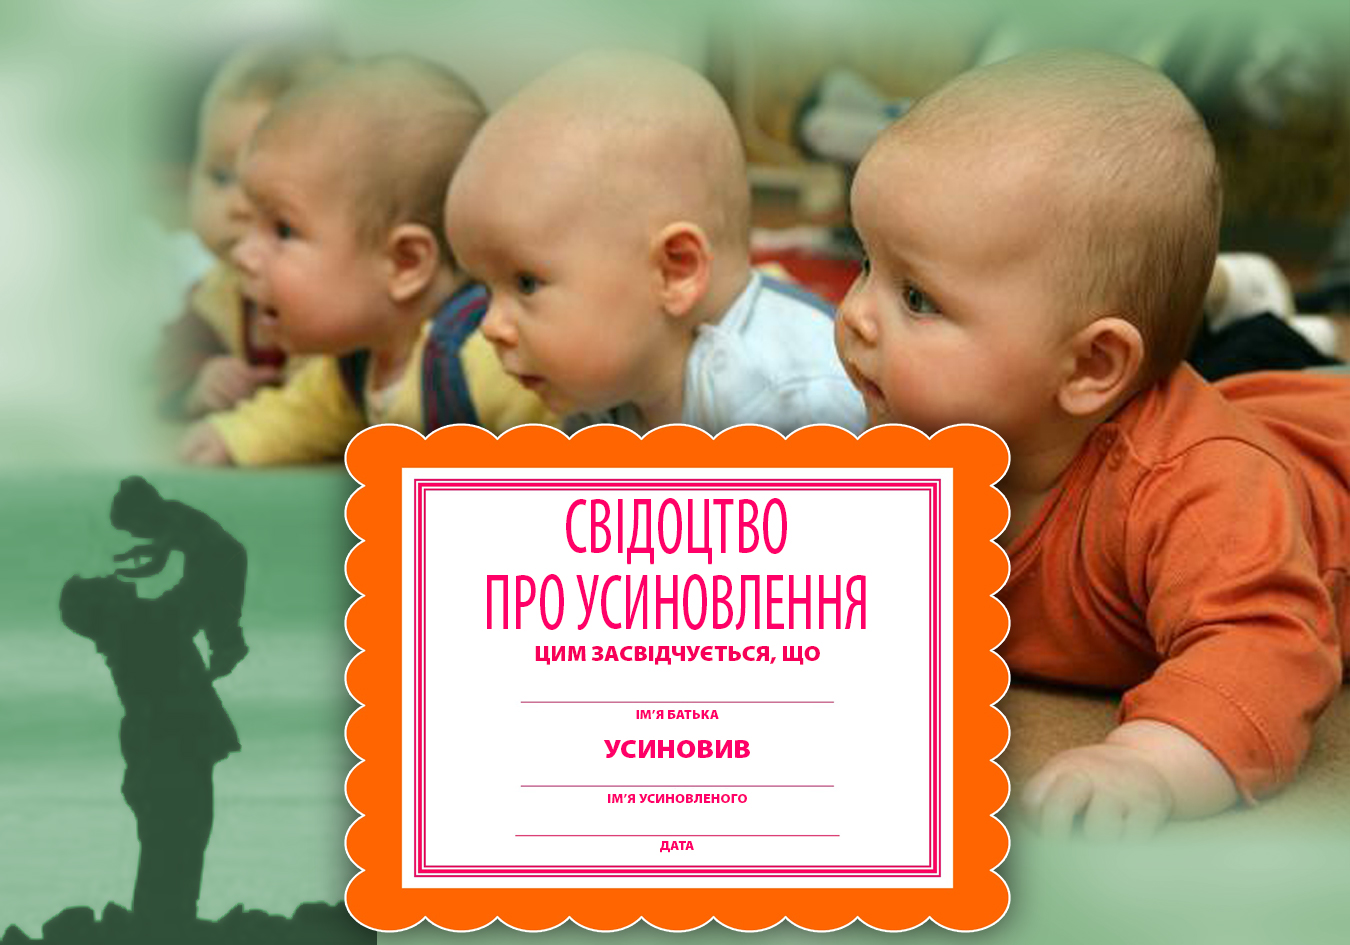 СВІДОЦТВО
ПРО УСИНОВЛЕННЯ
ЦИМ ЗАСВІДЧУЄТЬСЯ, ЩО
ІМ’Я БАТЬКА
УСИНОВИВ
ІМ’Я УСИНОВЛЕНОГО
ДАТА